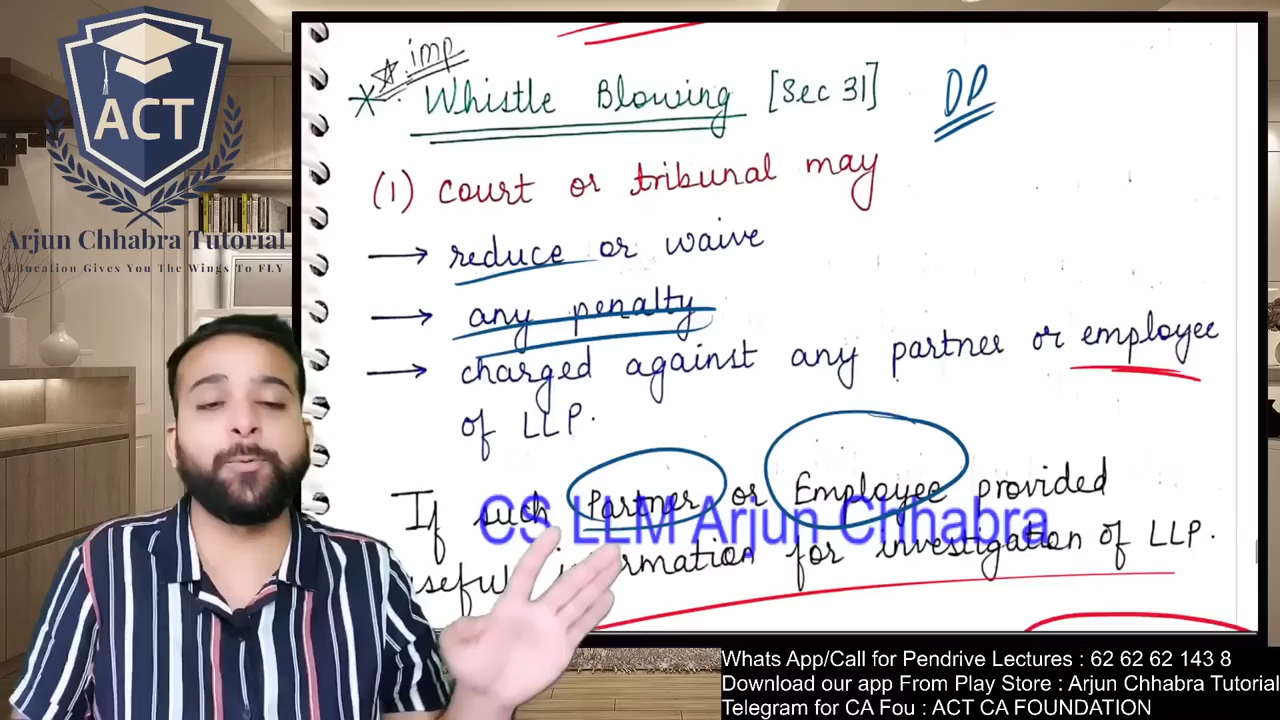 ACT
Arjun Chhabra Tutorial
Education Gives You The Wings To FLY
imp
Whistle Blowing [Sec 31] DD
(1) court or tribunal may
→ reduce or waive
→ any penalty
→ charged against any partner or employee
of LLP.
If such Partner or Employee provided
CS LLM Arjun Chhabra
for investigation of LLP.
Whats App/Call for Pendrive Lectures : 62 62 62 143 8
Download our app From Play Store : Arjun Chhabra Tutorial
Telegram for CA Fou : ACT CA FOUNDATION